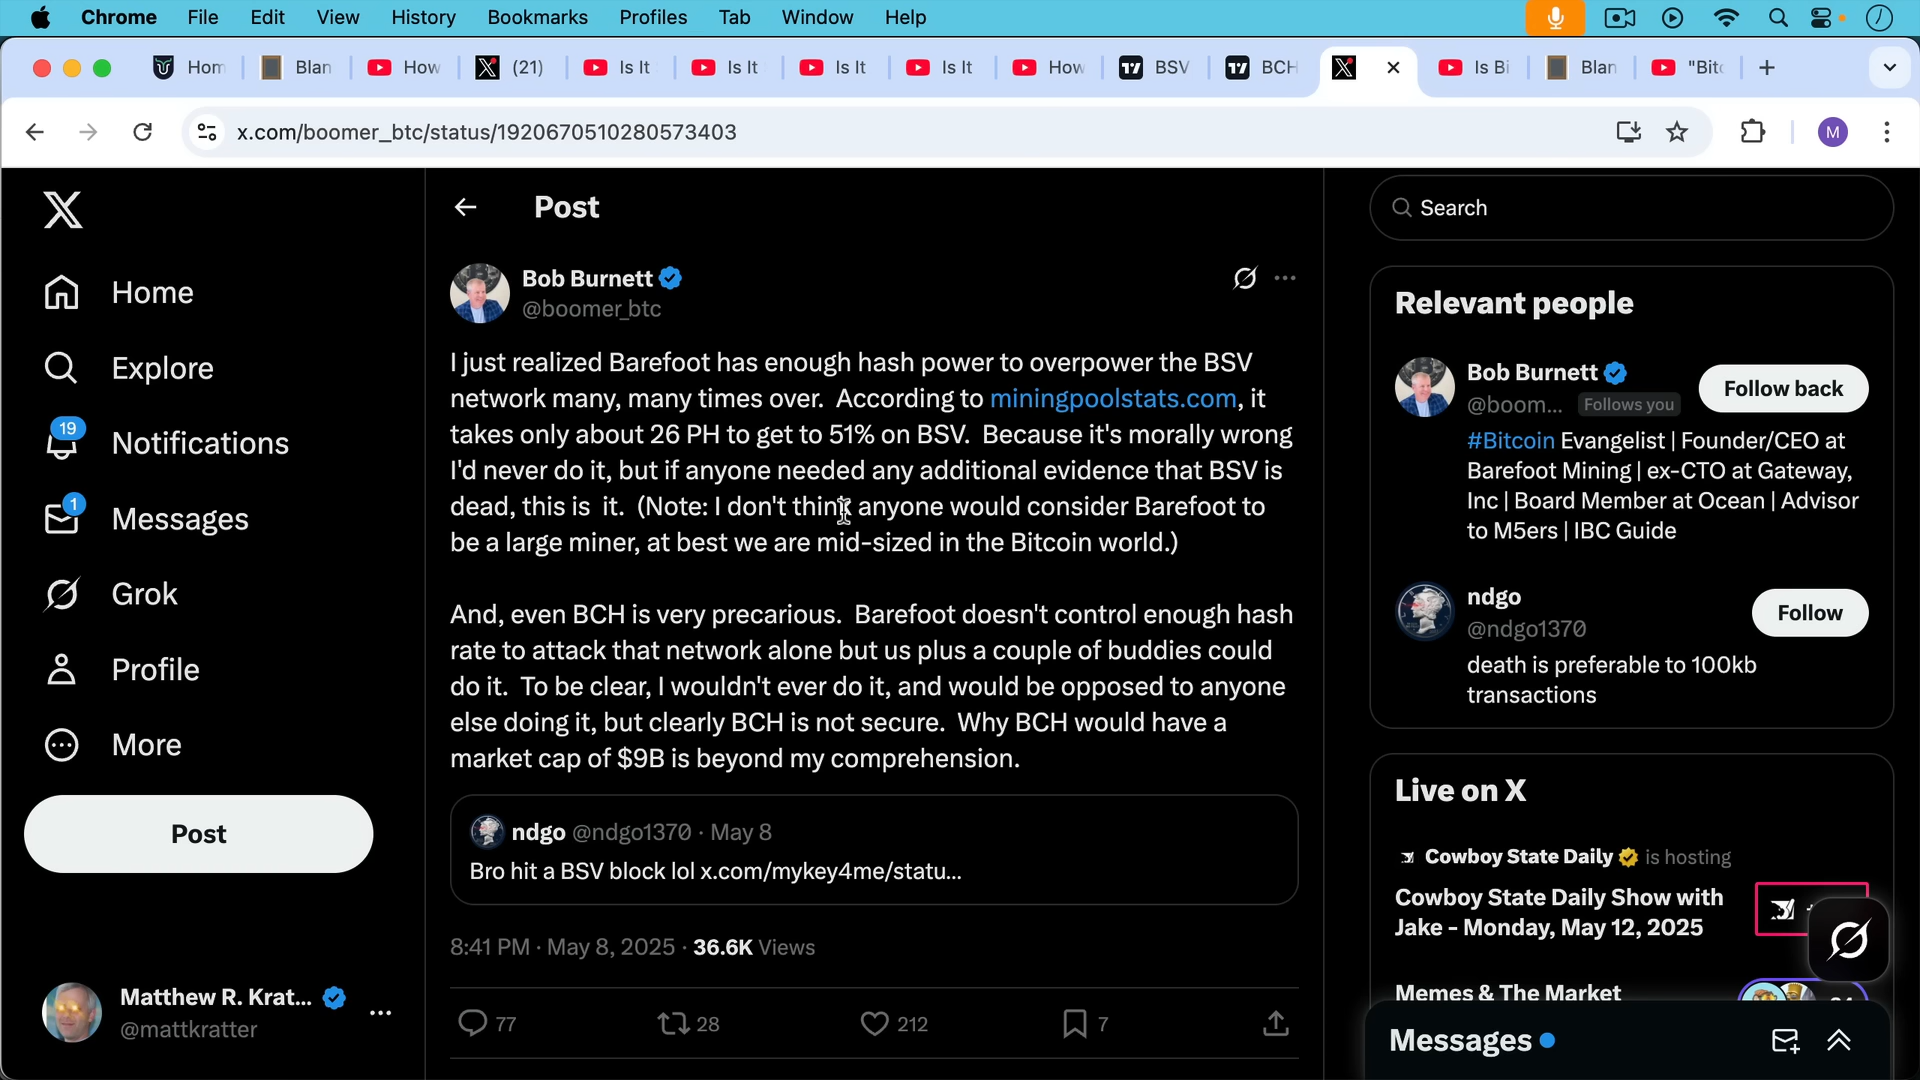 Chrome File Edit View History Bookmarks Profiles Tab Window Help
Hom Blan How (21) Is It Is It Is It Is It How BSV BCH Is Bi Blan "Bitc
x.com/boomer_btc/status/1920670510280573403
M
Post
Search
Home
Explore
19
Notifications
1
Messages
Grok
Profile
More
Post
Matthew R. Krat...
@mattkratter
Bob Burnett
@boomer_btc
I just realized Barefoot has enough hash power to overpower the BSV
network many, many times over. According to miningpoolstats.com, it
takes only about 26 PH to get to 51% on BSV. Because it's morally wrong
I'd never do it, but if anyone needed any additional evidence that BSV is
dead, this is it. (Note: I don't think anyone would consider Barefoot to
be a large miner, at best we are mid-sized in the Bitcoin world.)
And, even BCH is very precarious. Barefoot doesn't control enough hash
rate to attack that network alone but us plus a couple of buddies could
do it. To be clear, I wouldn't ever do it, and would be opposed to anyone
else doing it, but clearly BCH is not secure. Why BCH would have a
market cap of $9B is beyond my comprehension.
ndgo @ndgo1370 · May 8
Bro hit a BSV block lol x.com/mykey4me/statu...
8:41 PM · May 8, 2025 · 36.6K Views
77 28 212 7
Relevant people
Bob Burnett
@boom... Follows you
Follow back
#Bitcoin Evangelist | Founder/CEO at
Barefoot Mining | ex-CTO at Gateway,
Inc | Board Member at Ocean | Advisor
to M5ers | IBC Guide
ndgo
@ndgo1370
Follow
death is preferable to 100kb
transactions
Live on X
Cowboy State Daily is hosting
Cowboy State Daily Show with
Jake - Monday, May 12, 2025
Memes & The Market
Messages